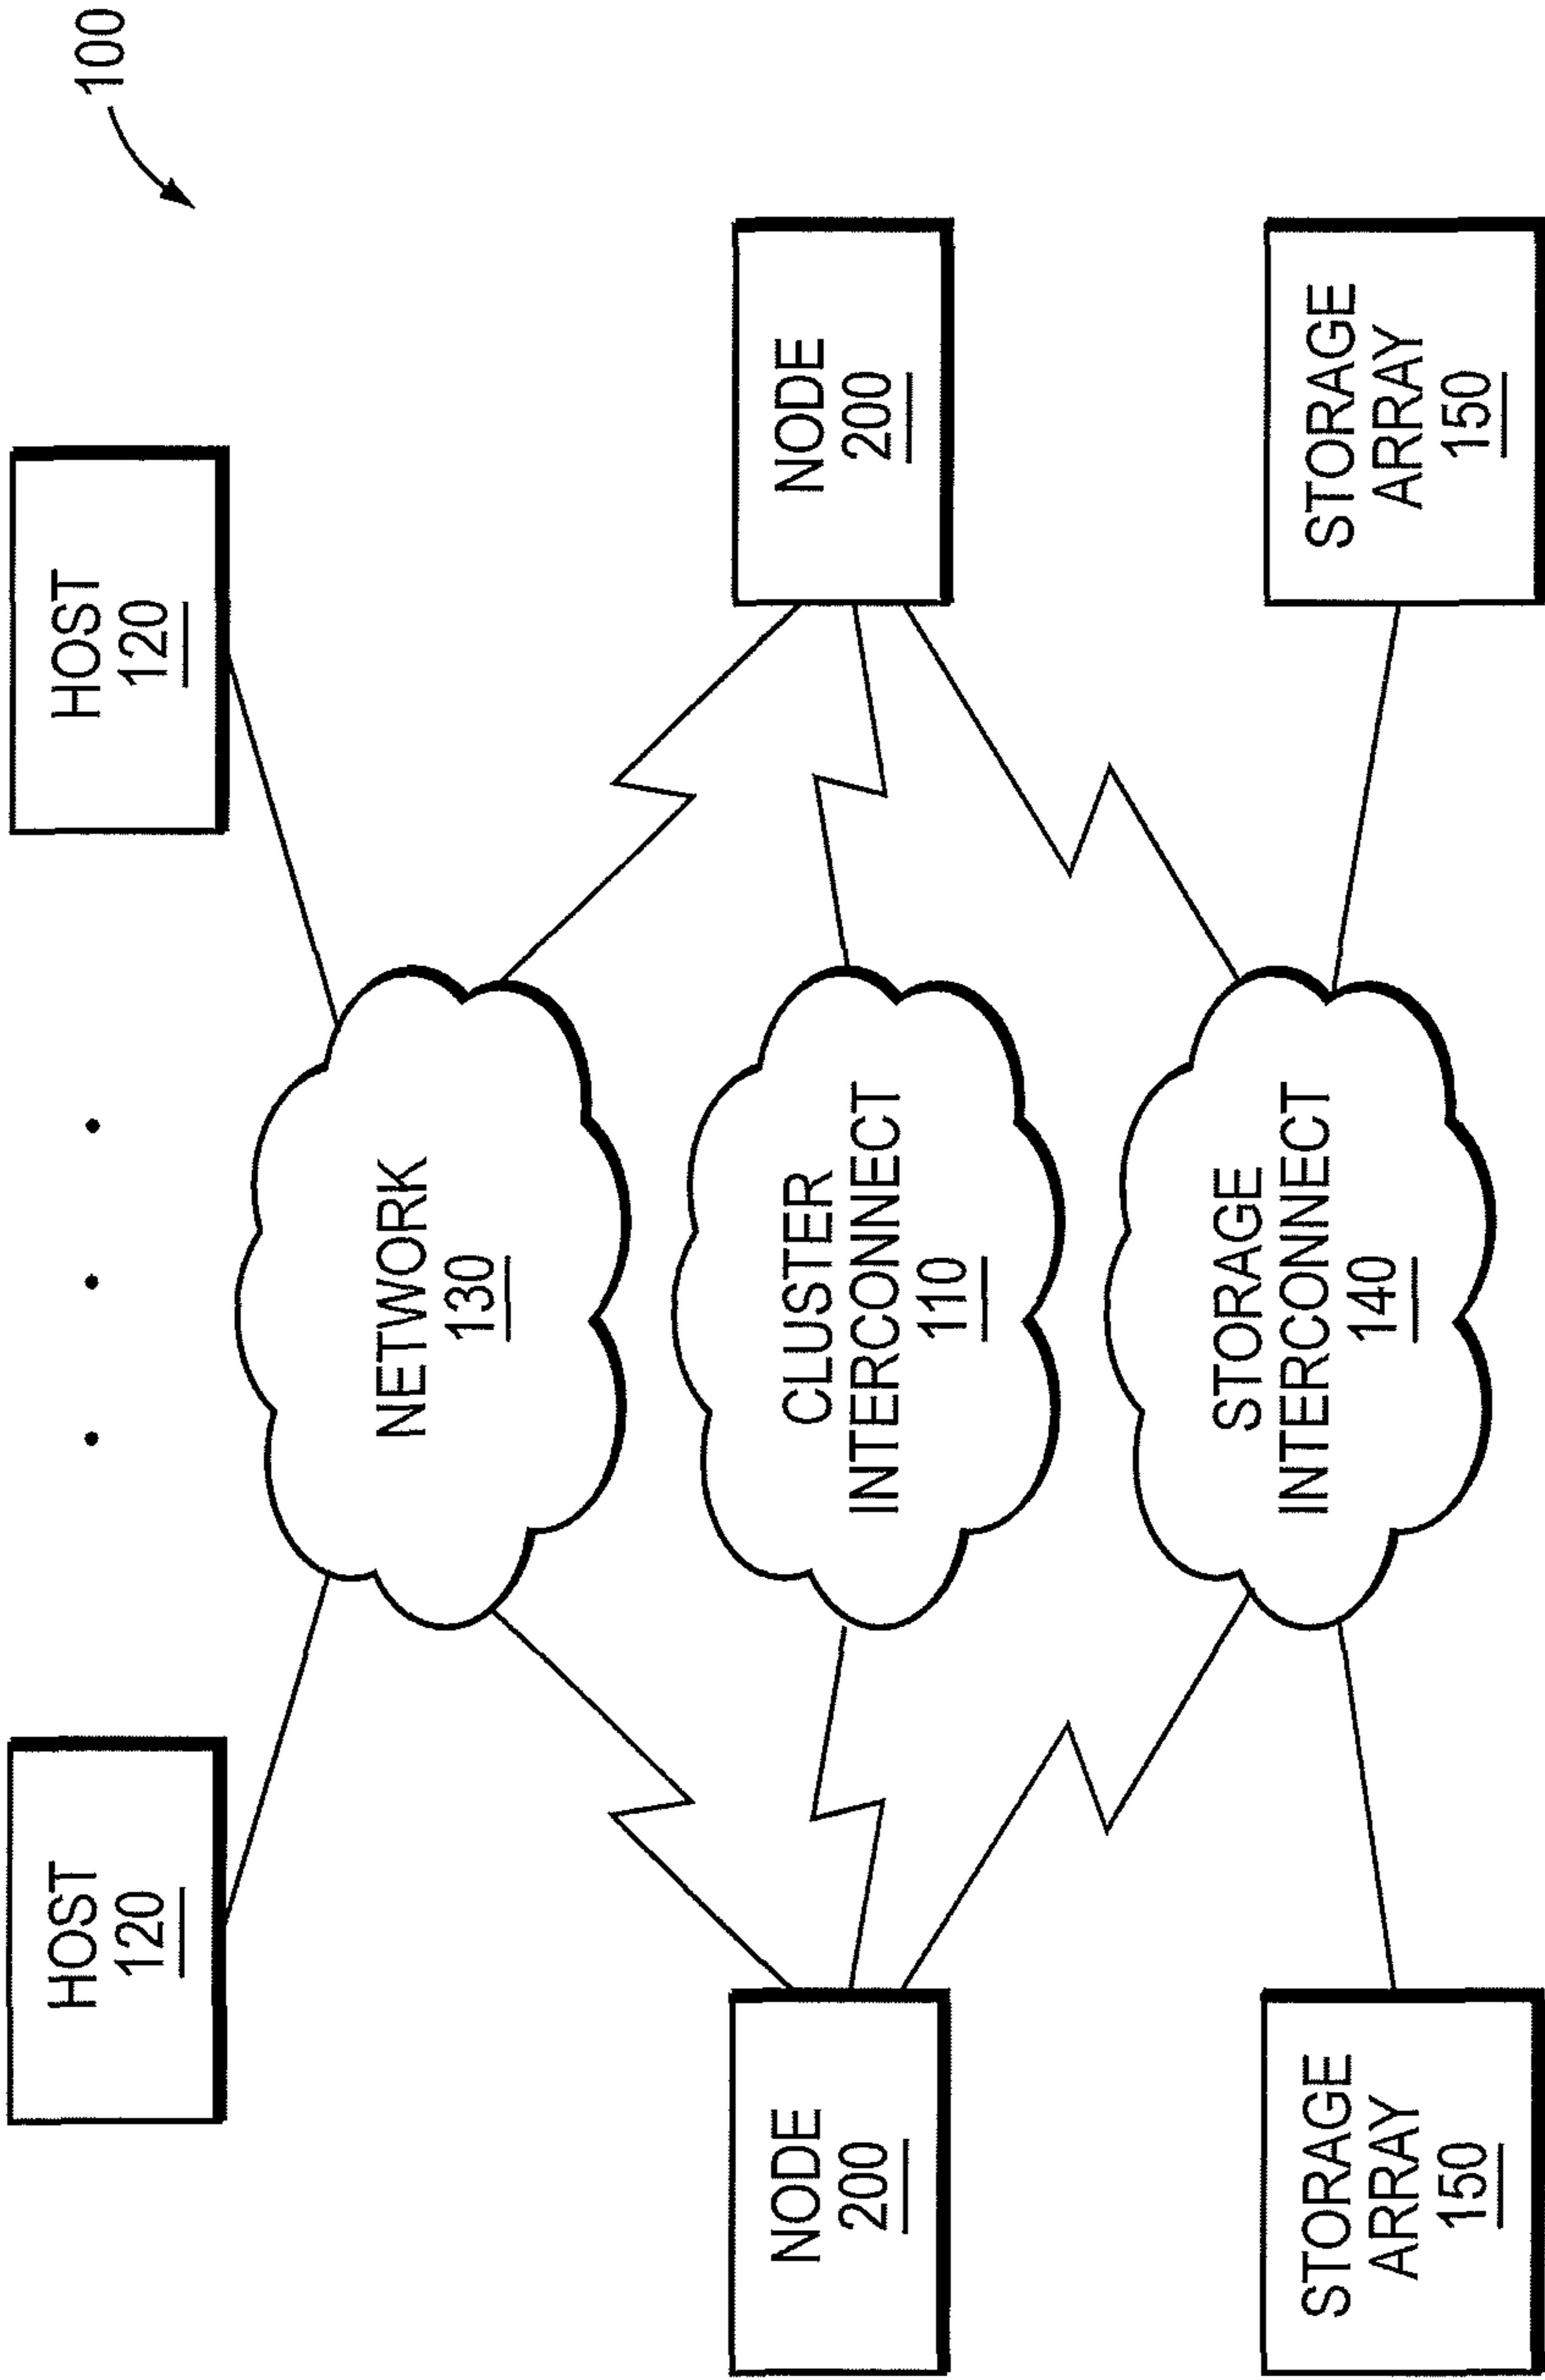 100
HOST
120
HOST
120
NETWORK
130
NODE
200
CLUSTER
INTERCONNECT
110
NODE
200
STORAGE
INTERCONNECT
140
STORAGE
ARRAY
150
STORAGE
ARRAY
150